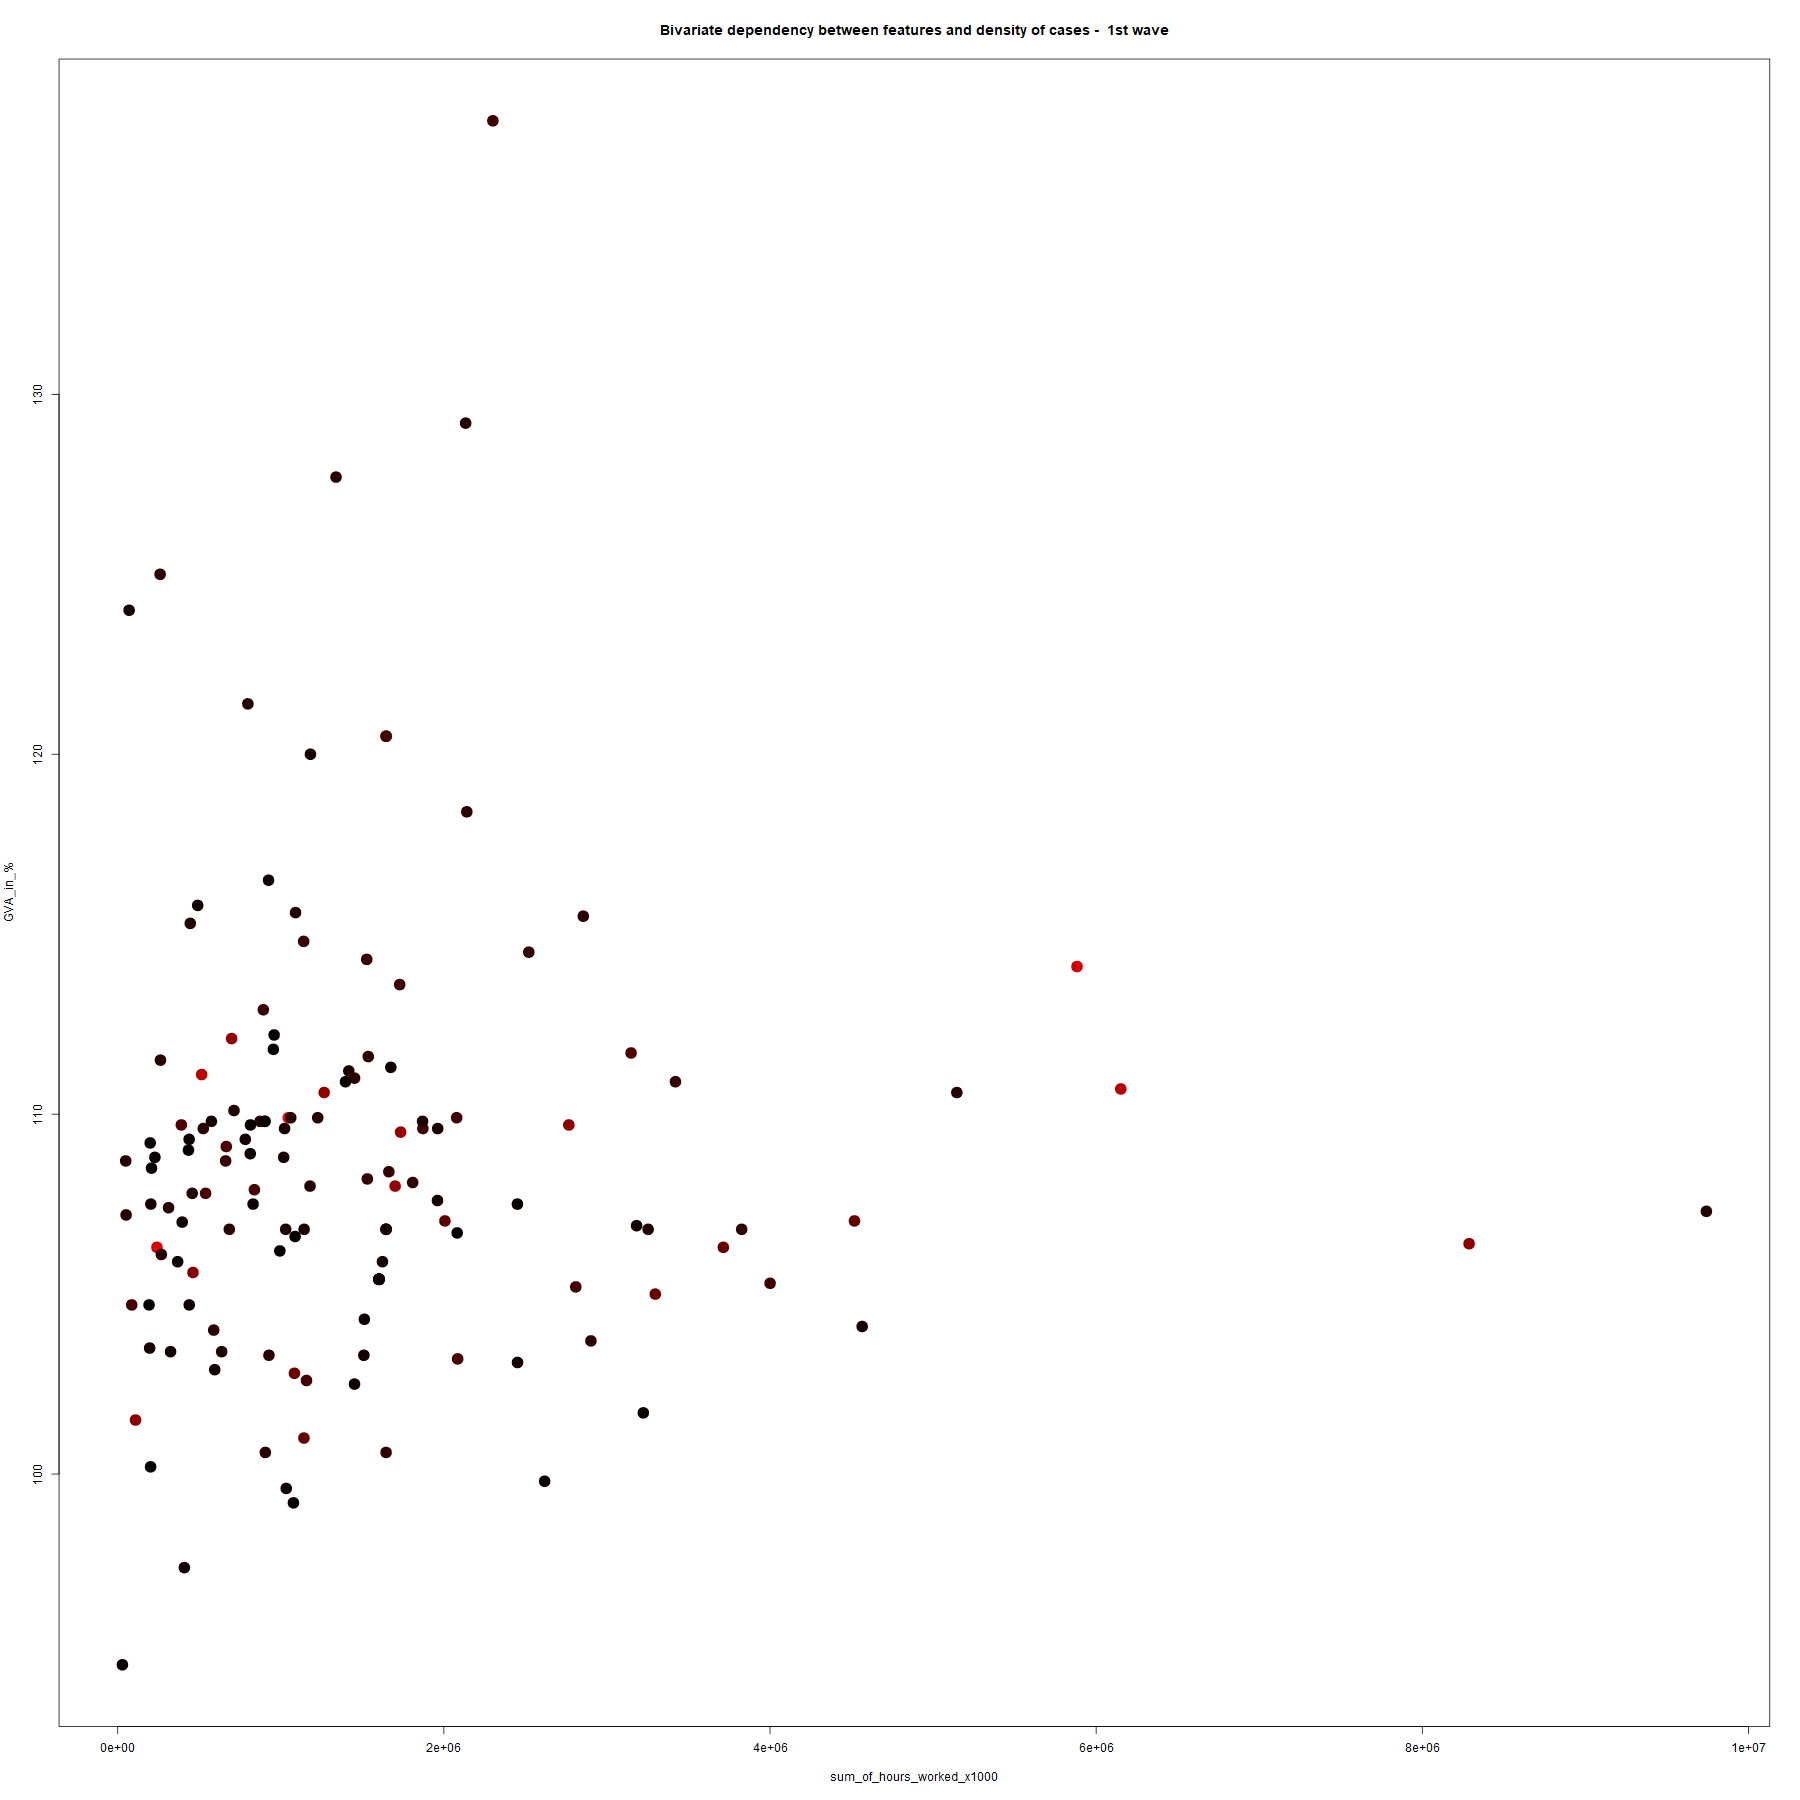 Bivariate dependency between features and density of cases -  1st wave
130
120
110
100
GVA_in_%
0e+00 2e+06 4e+06 6e+06 8e+06 1e+07
sum_of_hours_worked_x1000